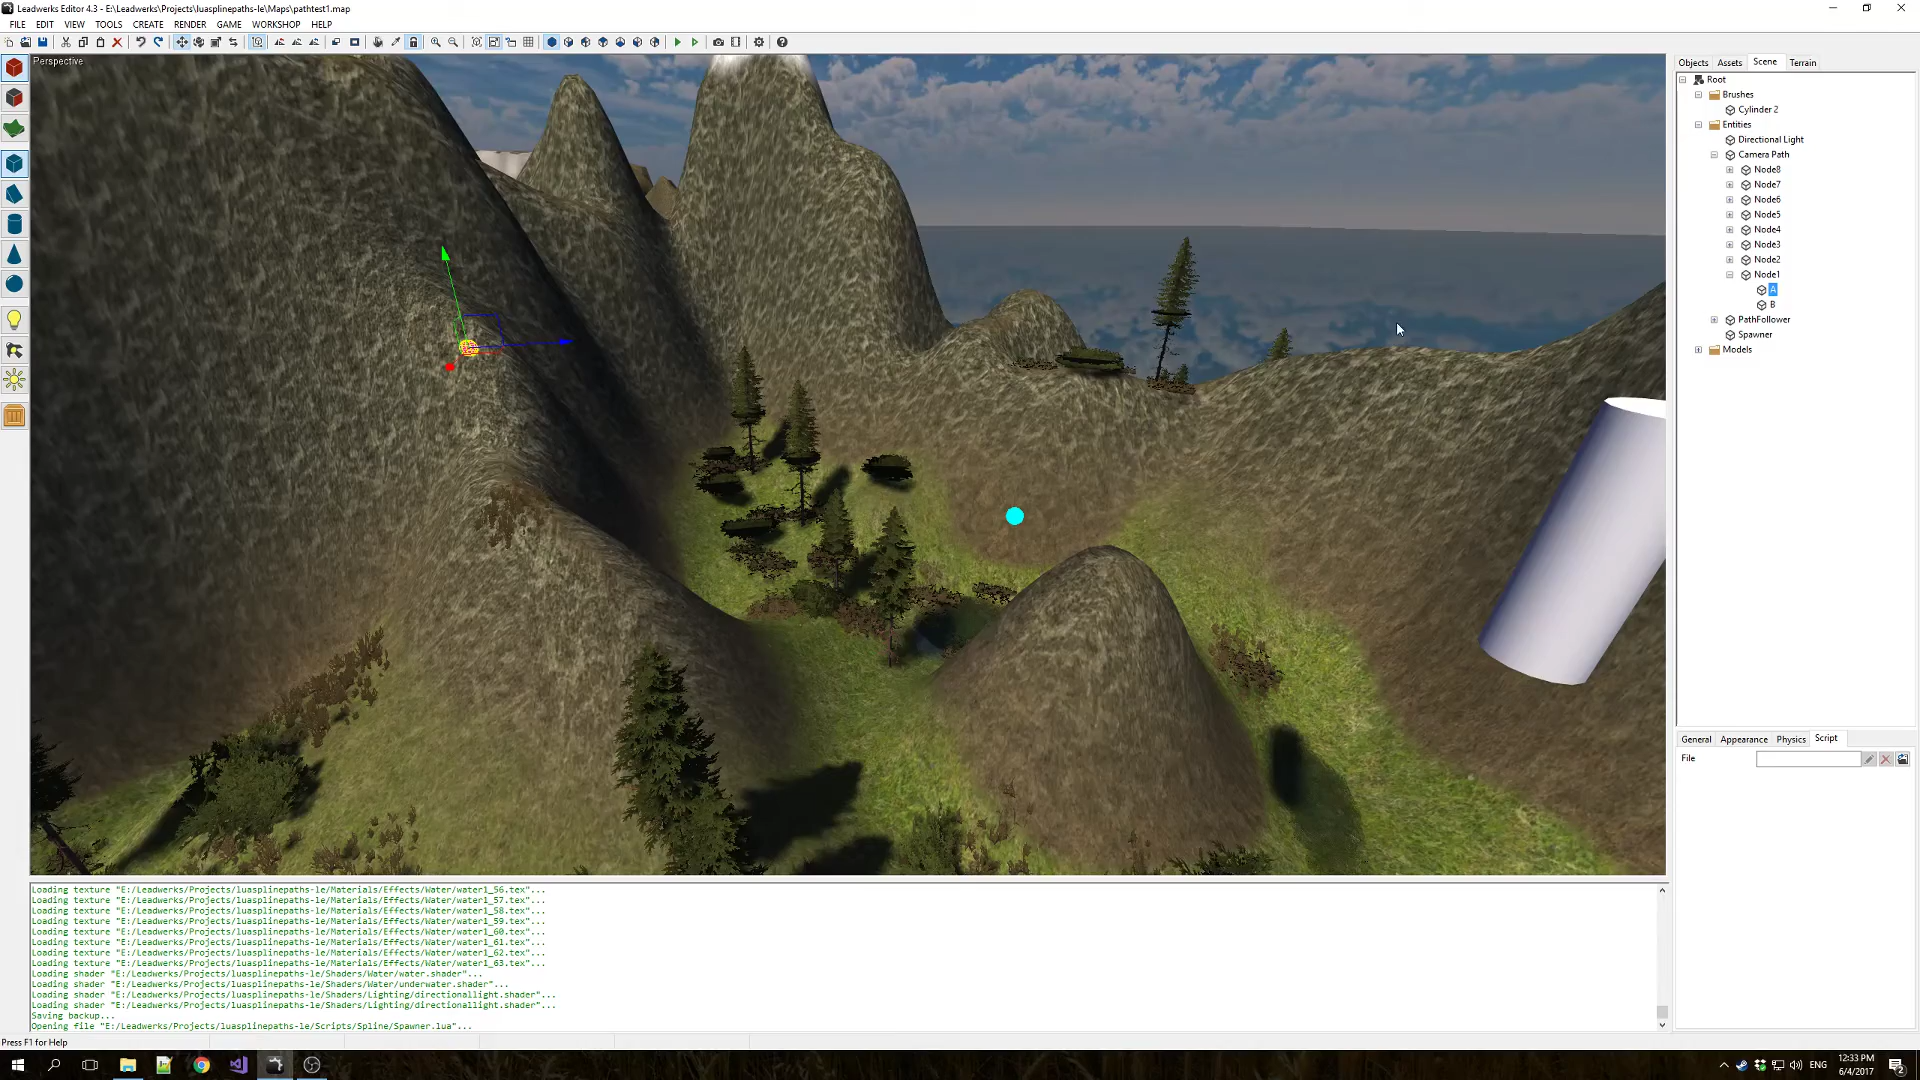 Leadwerks Editor 4.3 - E:\Leadwerks\Projects\luasplinepaths-le\Maps\pathtest1.map
FILE EDIT VIEW TOOLS CREATE RENDER GAME WORKSHOP HELP
Perspective
Objects Assets Scene Terrain
Root
Brushes
Cylinder 2
Entities
Directional Light
Camera Path
Node8
Node7
Node6
Node5
Node4
Node3
Node2
Node1
A
B
PathFollower
Spawner
Models
General Appearance Physics Script
File
Loading texture "E:/Leadwerks/Projects/luasplinepaths-le/Materials/Effects/Water/water1_56.tex"...
Loading texture "E:/Leadwerks/Projects/luasplinepaths-le/Materials/Effects/Water/water1_57.tex"...
Loading texture "E:/Leadwerks/Projects/luasplinepaths-le/Materials/Effects/Water/water1_58.tex"...
Loading texture "E:/Leadwerks/Projects/luasplinepaths-le/Materials/Effects/Water/water1_59.tex"...
Loading texture "E:/Leadwerks/Projects/luasplinepaths-le/Materials/Effects/Water/water1_60.tex"...
Loading texture "E:/Leadwerks/Projects/luasplinepaths-le/Materials/Effects/Water/water1_61.tex"...
Loading texture "E:/Leadwerks/Projects/luasplinepaths-le/Materials/Effects/Water/water1_62.tex"...
Loading texture "E:/Leadwerks/Projects/luasplinepaths-le/Materials/Effects/Water/water1_63.tex"...
Loading shader "E:/Leadwerks/Projects/luasplinepaths-le/Shaders/Water/water.shader"...
Loading shader "E:/Leadwerks/Projects/luasplinepaths-le/Shaders/Water/underwater.shader"...
Loading shader "E:/Leadwerks/Projects/luasplinepaths-le/Shaders/Lighting/directionallight.shader"...
Loading shader "E:/Leadwerks/Projects/luasplinepaths-le/Shaders/Lighting/directionallight.shader"...
Saving backup...
Opening file "E:/Leadwerks/Projects/luasplinepaths-le/Scripts/Spline/Spawner.lua"...
Press F1 for Help
ENG
12:33 PM
6/4/2017
2